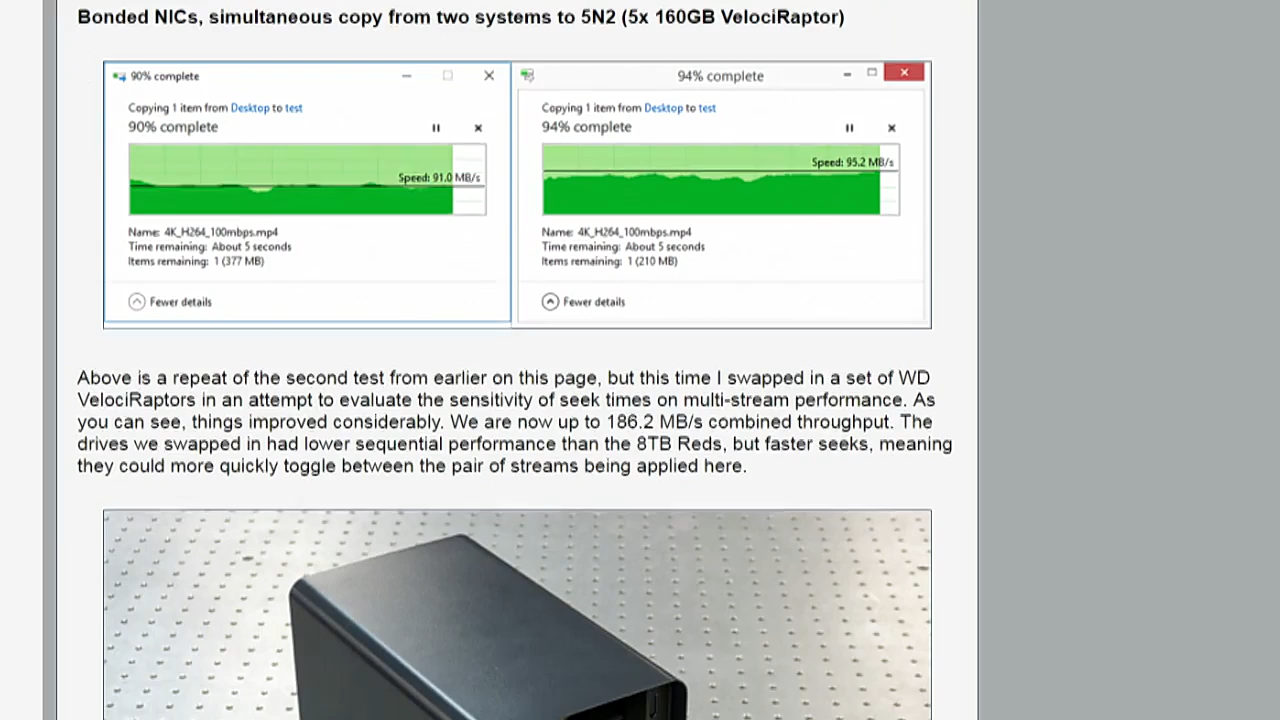 Bonded NICs, simultaneous copy from two systems to 5N2 (5x 160GB VelociRaptor)
90% complete
Copying 1 item from Desktop to test
90% complete
Speed: 91.0 MB/s
Name: 4K_H264_100mbps.mp4
Time remaining: About 5 seconds
Items remaining: 1 (377 MB)
Fewer details
94% complete
Copying 1 item from Desktop to test
94% complete
Speed: 95.2 MB/s
Name: 4K_H264_100mbps.mp4
Time remaining: About 5 seconds
Items remaining: 1 (210 MB)
Fewer details
Above is a repeat of the second test from earlier on this page, but this time I swapped in a set of WD
VelociRaptors in an attempt to evaluate the sensitivity of seek times on multi-stream performance. As
you can see, things improved considerably. We are now up to 186.2 MB/s combined throughput. The
drives we swapped in had lower sequential performance than the 8TB Reds, but faster seeks, meaning
they could more quickly toggle between the pair of streams being applied here.